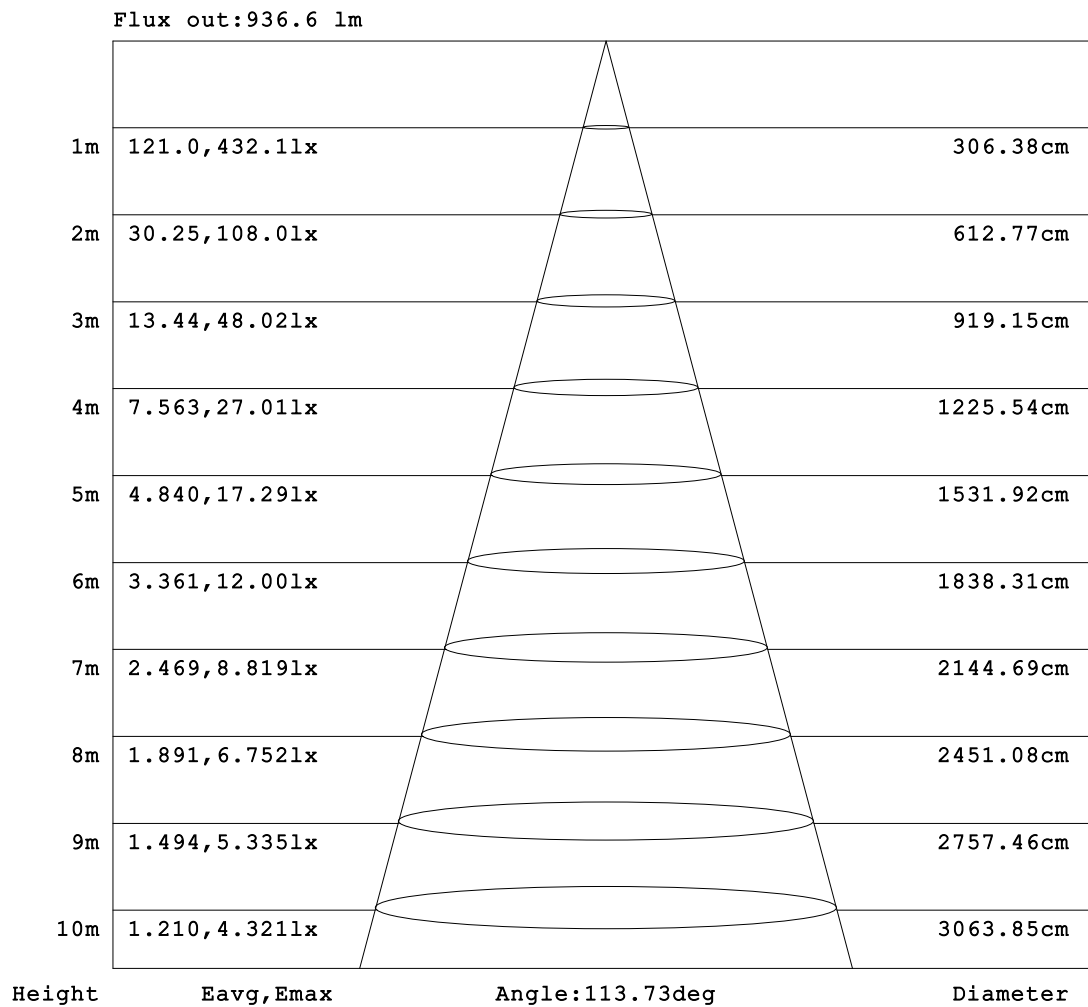 Flux out:936.6 lm
1m 121.0,432.1lx 306.38cm
2m 30.25,108.0lx 612.77cm
3m 13.44,48.02lx 919.15cm
4m 7.563,27.01lx 1225.54cm
5m 4.840,17.29lx 1531.92cm
6m 3.361,12.00lx 1838.31cm
7m 2.469,8.819lx 2144.69cm
8m 1.891,6.752lx 2451.08cm
9m 1.494,5.335lx 2757.46cm
10m 1.210,4.321lx 3063.85cm
Height Eavg,Emax Angle:113.73deg Diameter